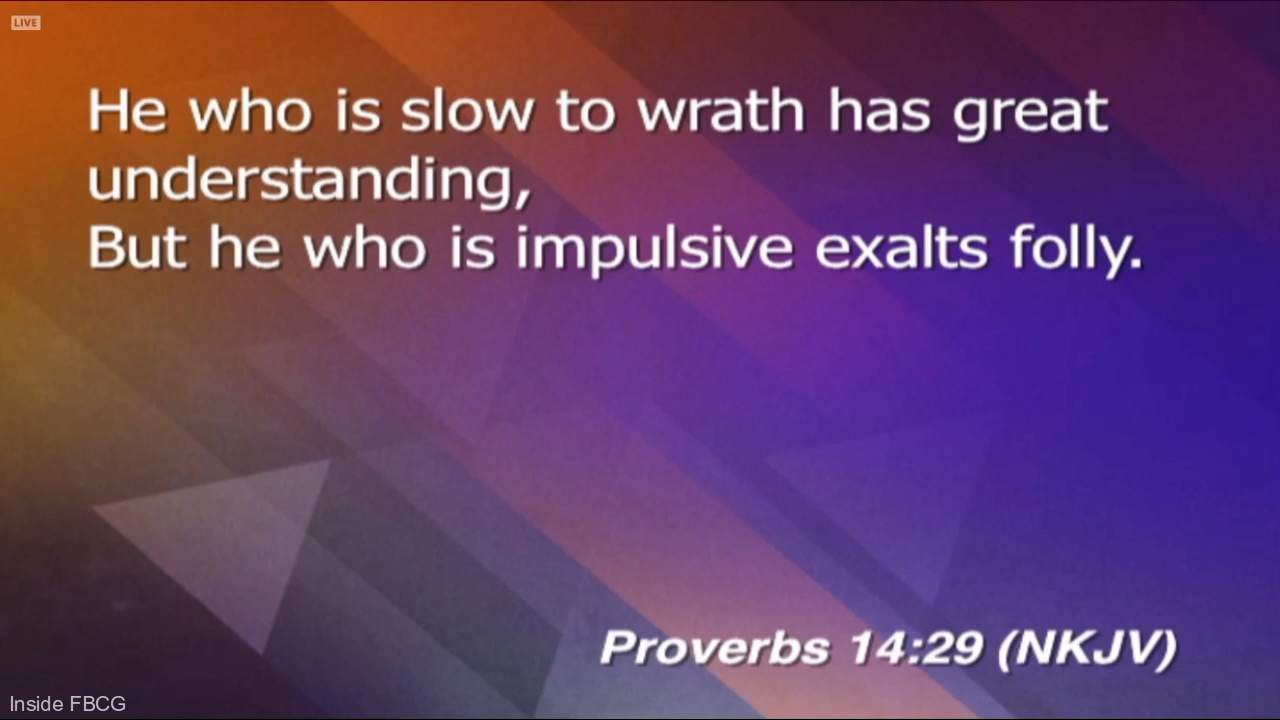 LIVE
He who is slow to wrath has great
understanding,
But he who is impulsive exalts folly.
Proverbs 14:29 (NKJV)
Inside FBCG